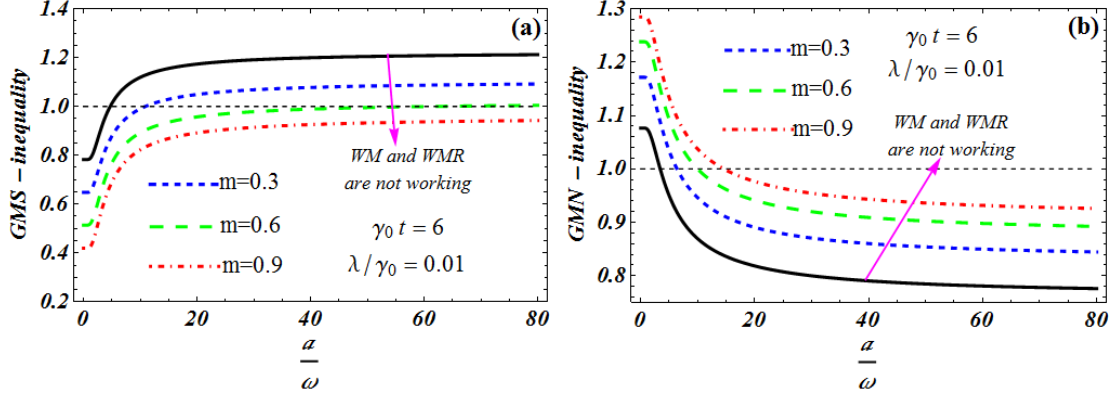 1.4
1.2
1.0
0.8
0.6
0.4
0.2
GMS – inequality
(a)
WM and WMR
are not working
m=0.3
m=0.6
m=0.9
γ₀ t = 6
λ/γ₀ = 0.01
0 20 40 60 80
a
ω
1.3
1.2
1.1
1.0
0.9
0.8
GMN – inequality
(b)
m=0.3
m=0.6
m=0.9
γ₀ t = 6
λ/γ₀ = 0.01
WM and WMR
are not working
0 20 40 60 80
a
ω